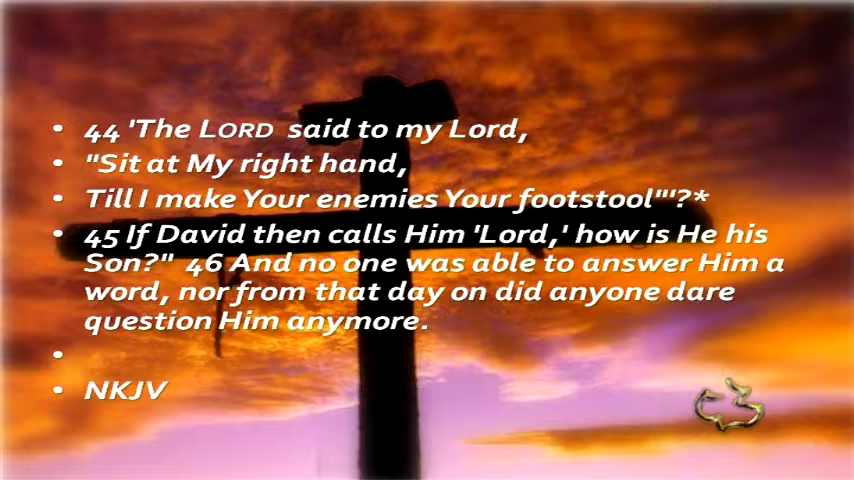 • 44 'The LORD said to my Lord,
• "Sit at My right hand,
• Till I make Your enemies Your footstool"'?*
• 45 If David then calls Him 'Lord,' how is He his
Son?" 46 And no one was able to answer Him a
word, nor from that day on did anyone dare
question Him anymore.
•
• NKJV